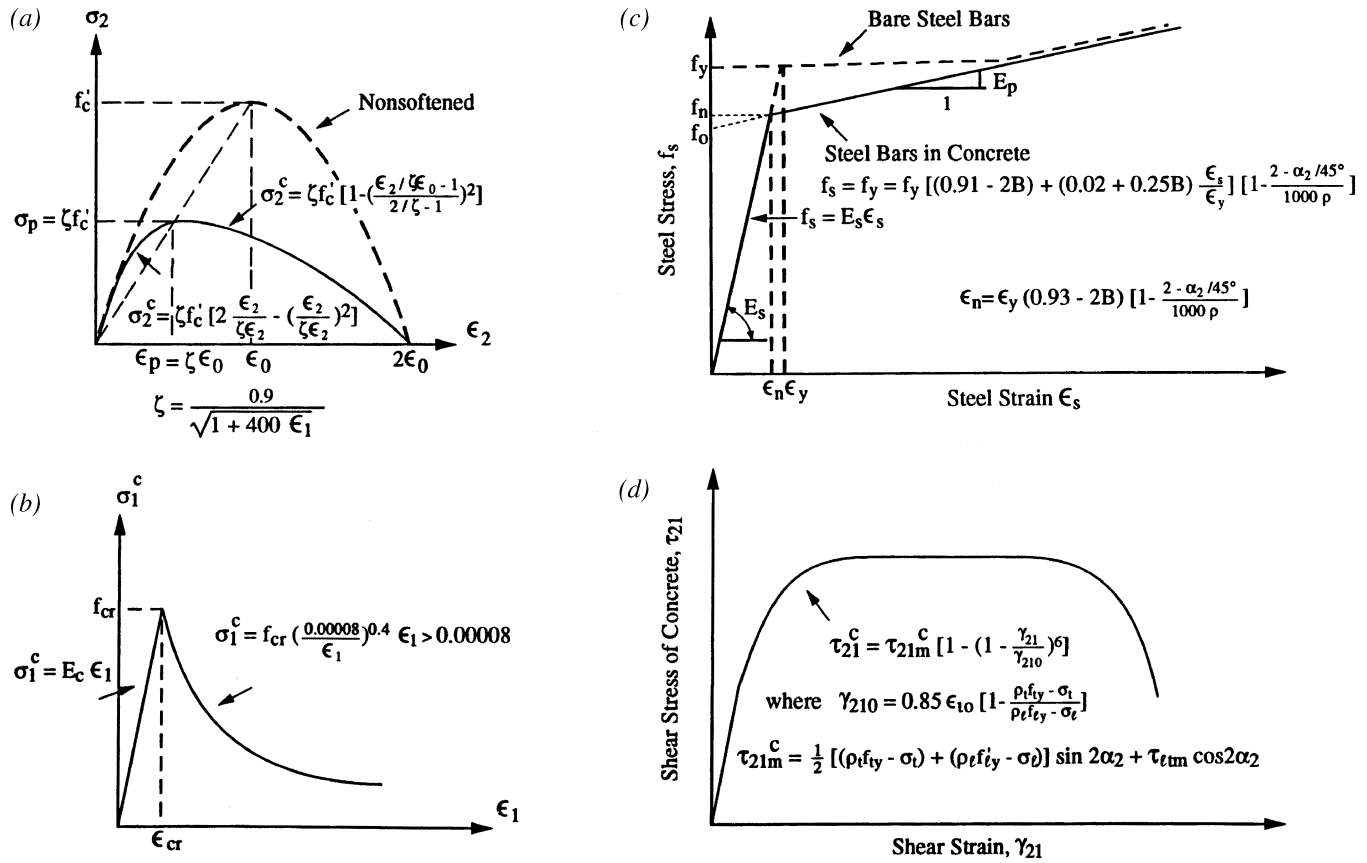 (a)
σ₂
f'c
Nonsoftened
σ₂ᶜ = ζf'c [1-(ϵ₂/ζϵ₀ - 1 / 2/ζ - 1)²]
σp = ζf'c
σ₂ᶜ = ζf'c [2 ϵ₂/ζϵ₂ - (ϵ₂/ζϵ₂)²]
ϵ₂
ϵp = ζϵ₀
ϵ₀
2ϵ₀
ζ = 0.9 / √(1 + 400 ϵ₁)
(b)
σ₁ᶜ
fcr
σ₁ᶜ = fcr (0.00008/ϵ₁)^0.4 ϵ₁ > 0.00008
σ₁ᶜ = Ec ϵ₁
ϵ₁
ϵcr
(c)
Bare Steel Bars
fy
Ep
1
fn
fo
Steel Bars in Concrete
Steel Stress, fs
fs = fy = fy [(0.91 - 2B) + (0.02 + 0.25B) ϵs/ϵy] [1- 2 - α₂/45° / 1000 ρ]
fs = Esϵs
ϵn = ϵy (0.93 - 2B) [1- 2 - α₂/45° / 1000 ρ]
Es
ϵnϵy
Steel Strain ϵs
(d)
Shear Stress of Concrete, τ₂₁
τ₂₁ᶜ = τ₂₁mᶜ [1 - (1 - γ₂₁/γ₂₁₀)⁶]
where γ₂₁₀ = 0.85 ϵ₁₀ [1- ρtfty - σt / ρℓfℓy - σℓ]
τ₂₁mᶜ = 1/2 [(ρtfty - σt) + (ρℓf'ℓy - σℓ)] sin 2α₂ + τℓtm cos2α₂
Shear Strain, γ₂₁